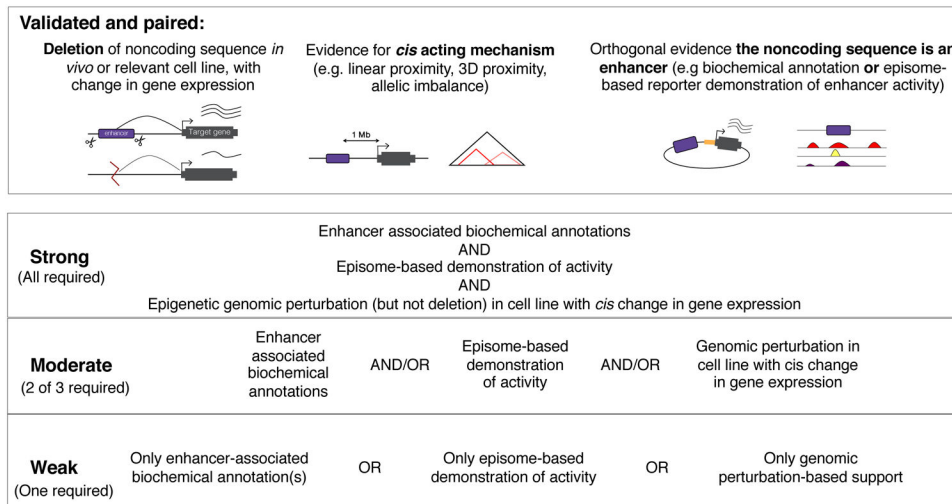 Validated and paired:
Deletion of noncoding sequence in
vivo or relevant cell line, with
change in gene expression
Evidence for cis acting mechanism
(e.g. linear proximity, 3D proximity,
allelic imbalance)
Orthogonal evidence the noncoding sequence is an
enhancer (e.g biochemical annotation or episome-
based reporter demonstration of enhancer activity)
enhancer
Target gene
1 Mb
Strong
(All required)
Enhancer associated biochemical annotations
AND
Episome-based demonstration of activity
AND
Epigenetic genomic perturbation (but not deletion) in cell line with cis change in gene expression
Moderate
(2 of 3 required)
Enhancer
associated
biochemical
annotations
AND/OR
Episome-based
demonstration
of activity
AND/OR
Genomic perturbation in
cell line with cis change
in gene expression
Weak
(One required)
Only enhancer-associated
biochemical annotation(s)
OR
Only episome-based
demonstration of activity
OR
Only genomic
perturbation-based support